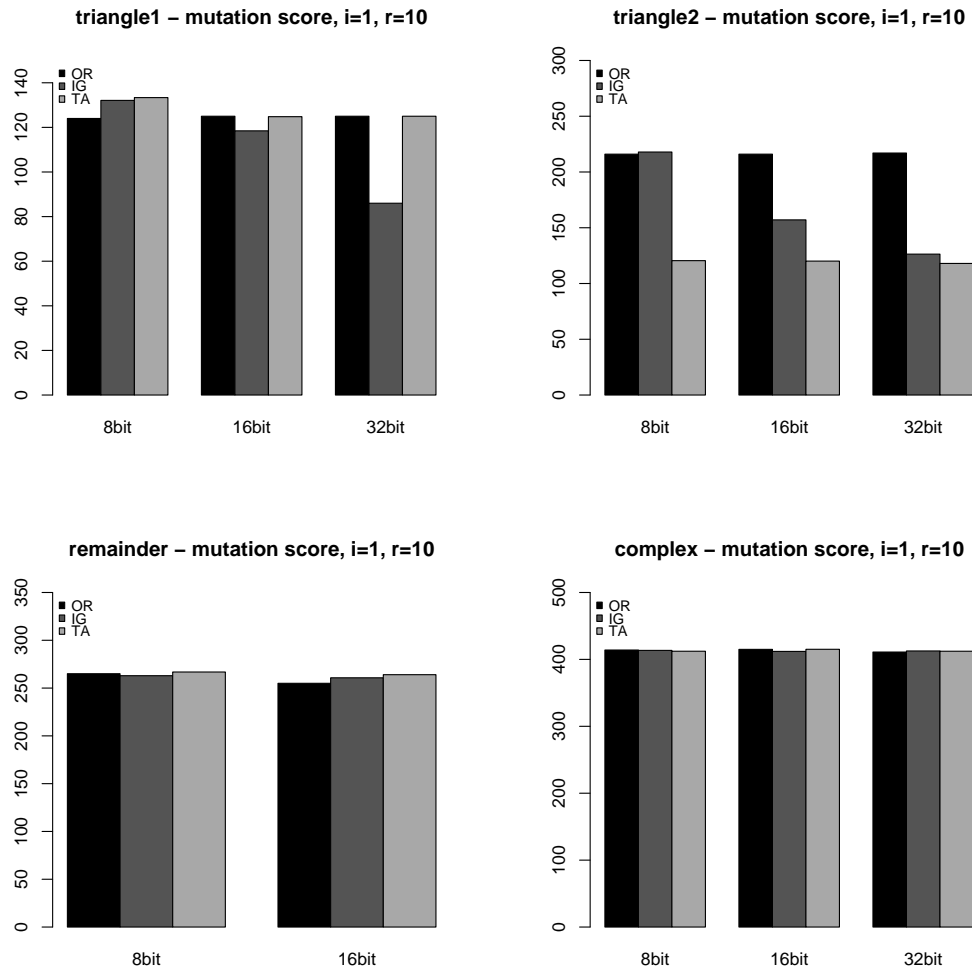 triangle1 − mutation score, i=1, r=10
OR
IG
TA
0 20 40 60 80 100 120 140
8bit 16bit 32bit
triangle2 − mutation score, i=1, r=10
OR
IG
TA
0 50 100 150 200 250 300
8bit 16bit 32bit
remainder − mutation score, i=1, r=10
OR
IG
TA
0 50 100 150 200 250 300 350
8bit 16bit
complex − mutation score, i=1, r=10
OR
IG
TA
0 100 200 300 400 500
8bit 16bit 32bit